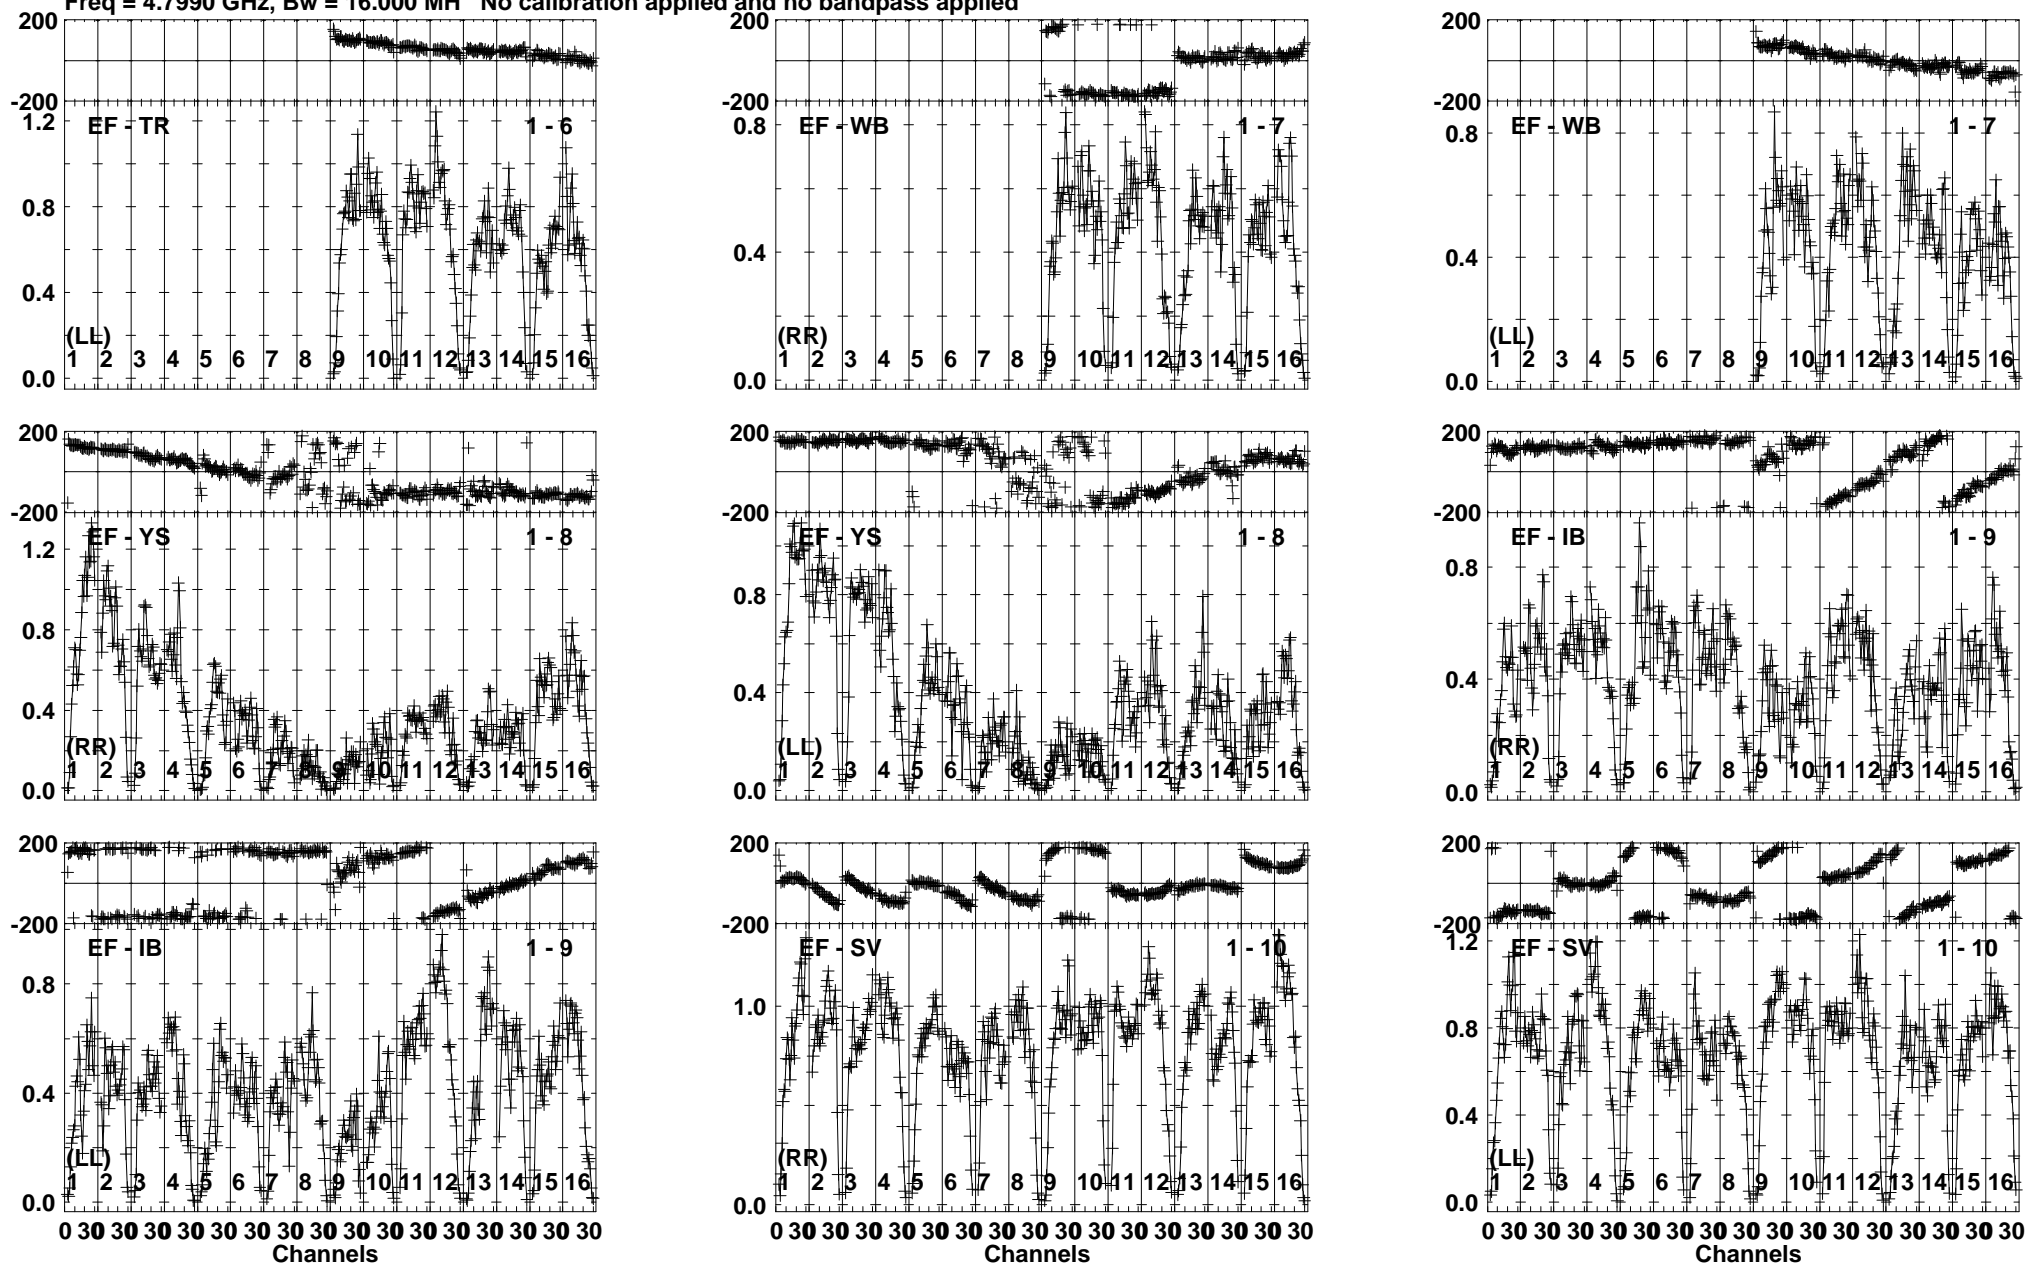 Freq = 4.7990 GHz, Bw = 16.000 MH No calibration applied and no bandpass applied
200 200 200
-200 -200 -200
EF - TR 1 - 6 EF - WB 1 - 7 EF - WB 1 - 7
1.2 0.8 0.8
0.8 0.4 0.4
0.4
(LL) (RR) (LL)
1 2 3 4 5 6 7 8 9 10 11 12 13 14 15 16 1 2 3 4 5 6 7 8 9 10 11 12 13 14 15 16 1 2 3 4 5 6 7 8 9 10 11 12 13 14 15 16
0.0 0.0 0.0
200 200 200
-200 -200 -200
EF - YS 1 - 8 EF - YS 1 - 8 EF - IB 1 - 9
1.2 0.8 0.8
0.8 0.4 0.4
0.4
(RR) (LL) (RR)
1 2 3 4 5 6 7 8 9 10 11 12 13 14 15 16 1 2 3 4 5 6 7 8 9 10 11 12 13 14 15 16 1 2 3 4 5 6 7 8 9 10 11 12 13 14 15 16
0.0 0.0 0.0
200 200 200
-200 -200 -200
EF - IB 1 - 9 EF - SV 1 - 10 EF - SV 1 - 10
0.8 1.0 1.2
0.4 0.8
0.4
(LL) (RR) (LL)
1 2 3 4 5 6 7 8 9 10 11 12 13 14 15 16 1 2 3 4 5 6 7 8 9 10 11 12 13 14 15 16 1 2 3 4 5 6 7 8 9 10 11 12 13 14 15 16
0.0 0.0 0.0
0 30 30 30 30 30 30 30 30 30 30 30 30 30 30 30 30 0 30 30 30 30 30 30 30 30 30 30 30 30 30 30 30 30 0 30 30 30 30 30 30 30 30 30 30 30 30 30 30 30 30
Channels Channels Channels